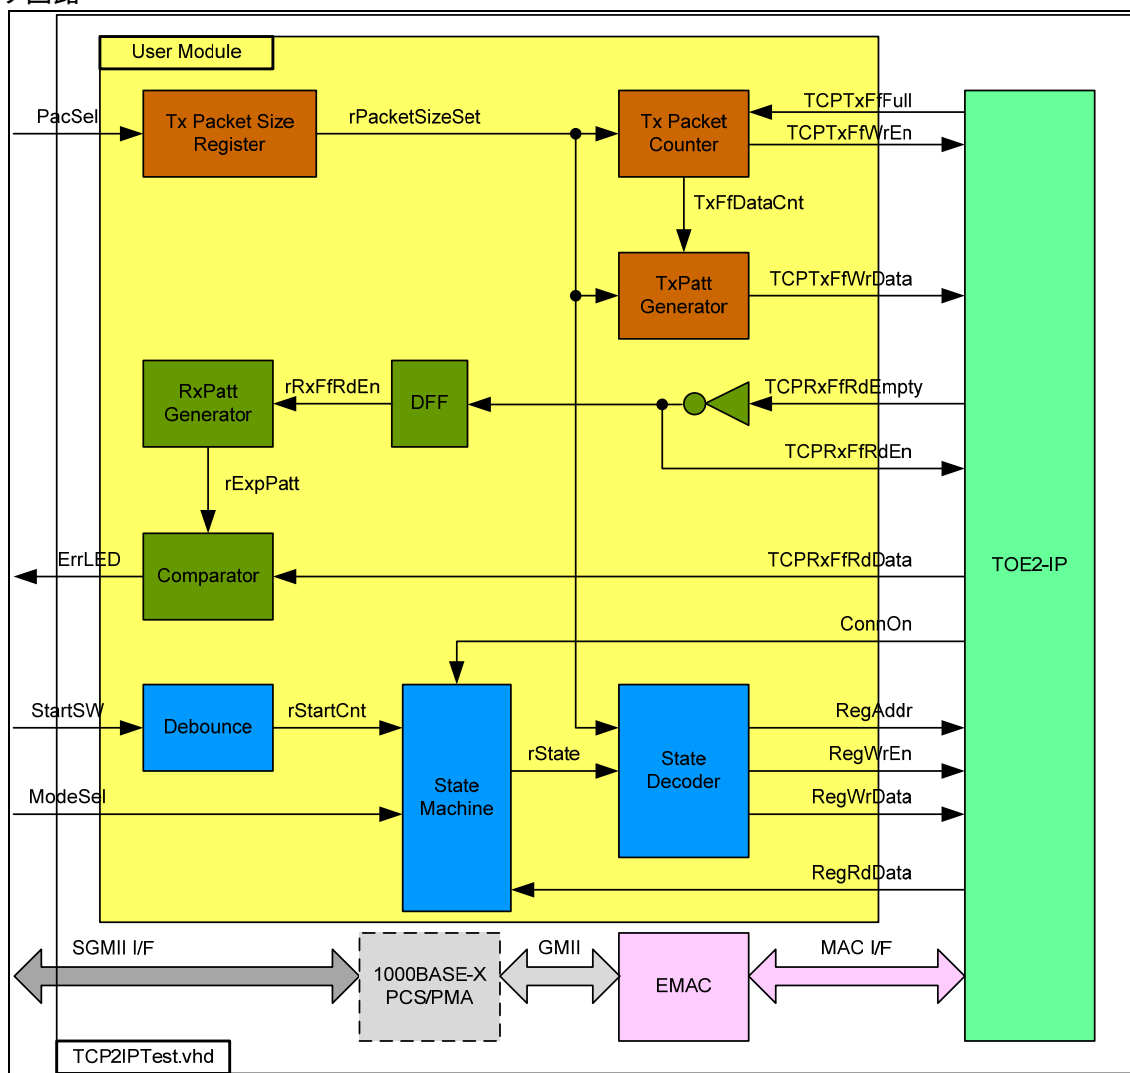 User Module
PacSel
Tx Packet Size
Register
rPacketSizeSet
Tx Packet
Counter
TCPTxFfFull
TCPTxFfWrEn
TxFfDataCnt
TxPatt
Generator
TCPTxFfWrData
RxPatt
Generator
rRxFfRdEn
DFF
TCPRxFfRdEmpty
TCPRxFfRdEn
rExpPatt
ErrLED
Comparator
TCPRxFfRdData
TOE2-IP
ConnOn
StartSW
Debounce
rStartCnt
State
Machine
rState
State
Decoder
RegAddr
RegWrEn
RegWrData
ModeSel
RegRdData
SGMII I/F
1000BASE-X
PCS/PMA
GMII
EMAC
MAC I/F
TCP2IPTest.vhd